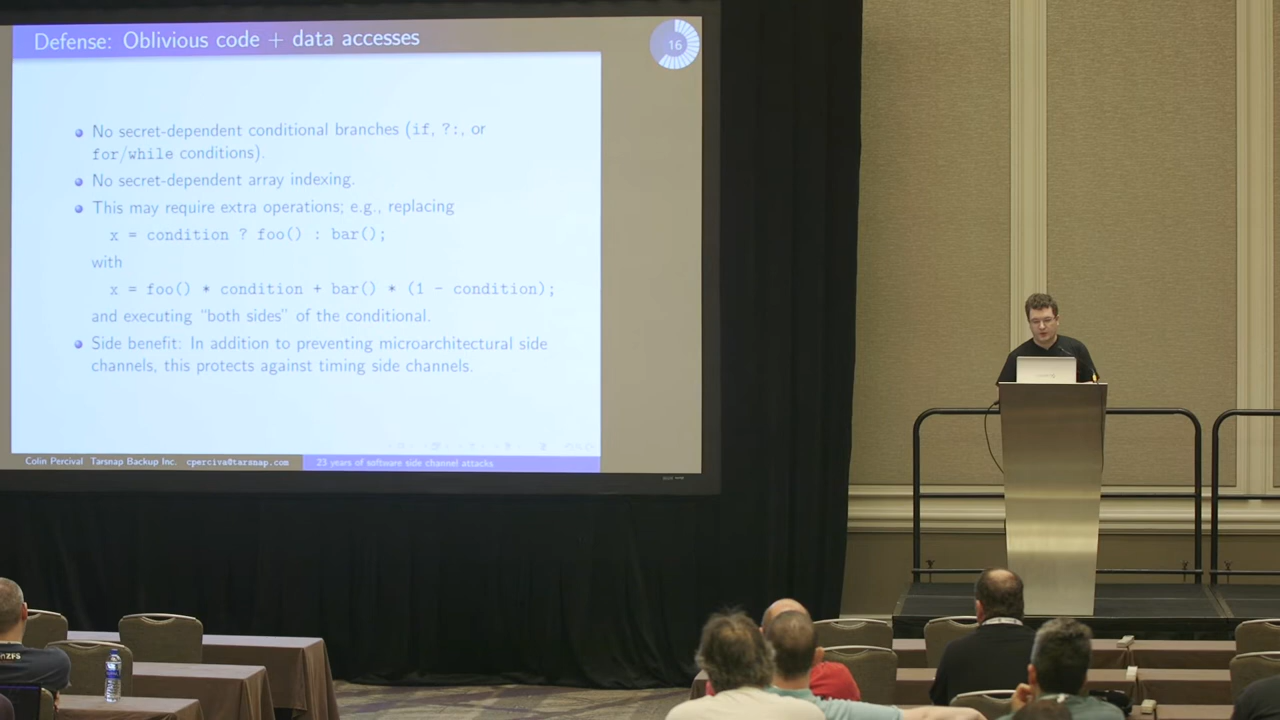 Defense: Oblivious code + data accesses
16
No secret-dependent conditional branches (if, ?:, or
for/while conditions).
No secret-dependent array indexing.
This may require extra operations; e.g., replacing
x = condition ? foo() : bar();
with
x = foo() * condition + bar() * (1 - condition);
and executing “both sides” of the conditional.
Side benefit: In addition to preventing microarchitectural side
channels, this protects against timing side channels.
Colin Percival Tarsnap Backup Inc. cperciva@tarsnap.com
23 years of software side channel attacks
ZFS